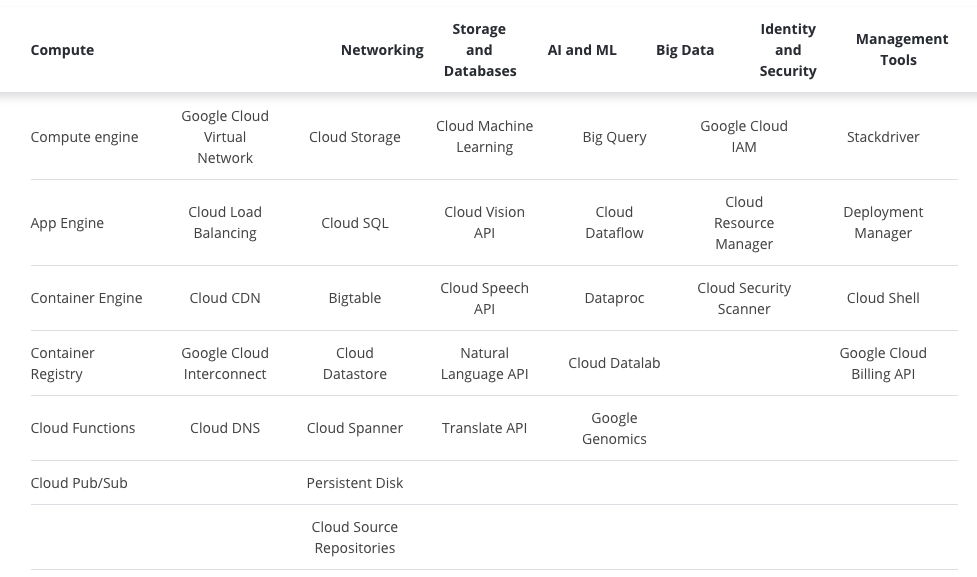 Compute Networking Storage and Databases AI and ML Big Data Identity and Security Management Tools
Compute engine Google Cloud Virtual Network Cloud Storage Cloud Machine Learning Big Query Google Cloud IAM Stackdriver
App Engine Cloud Load Balancing Cloud SQL Cloud Vision API Cloud Dataflow Cloud Resource Manager Deployment Manager
Container Engine Cloud CDN Bigtable Cloud Speech API Dataproc Cloud Security Scanner Cloud Shell
Container Registry Google Cloud Interconnect Cloud Datastore Natural Language API Cloud Datalab Google Cloud Billing API
Cloud Functions Cloud DNS Cloud Spanner Translate API Google Genomics
Cloud Pub/Sub Persistent Disk
Cloud Source Repositories